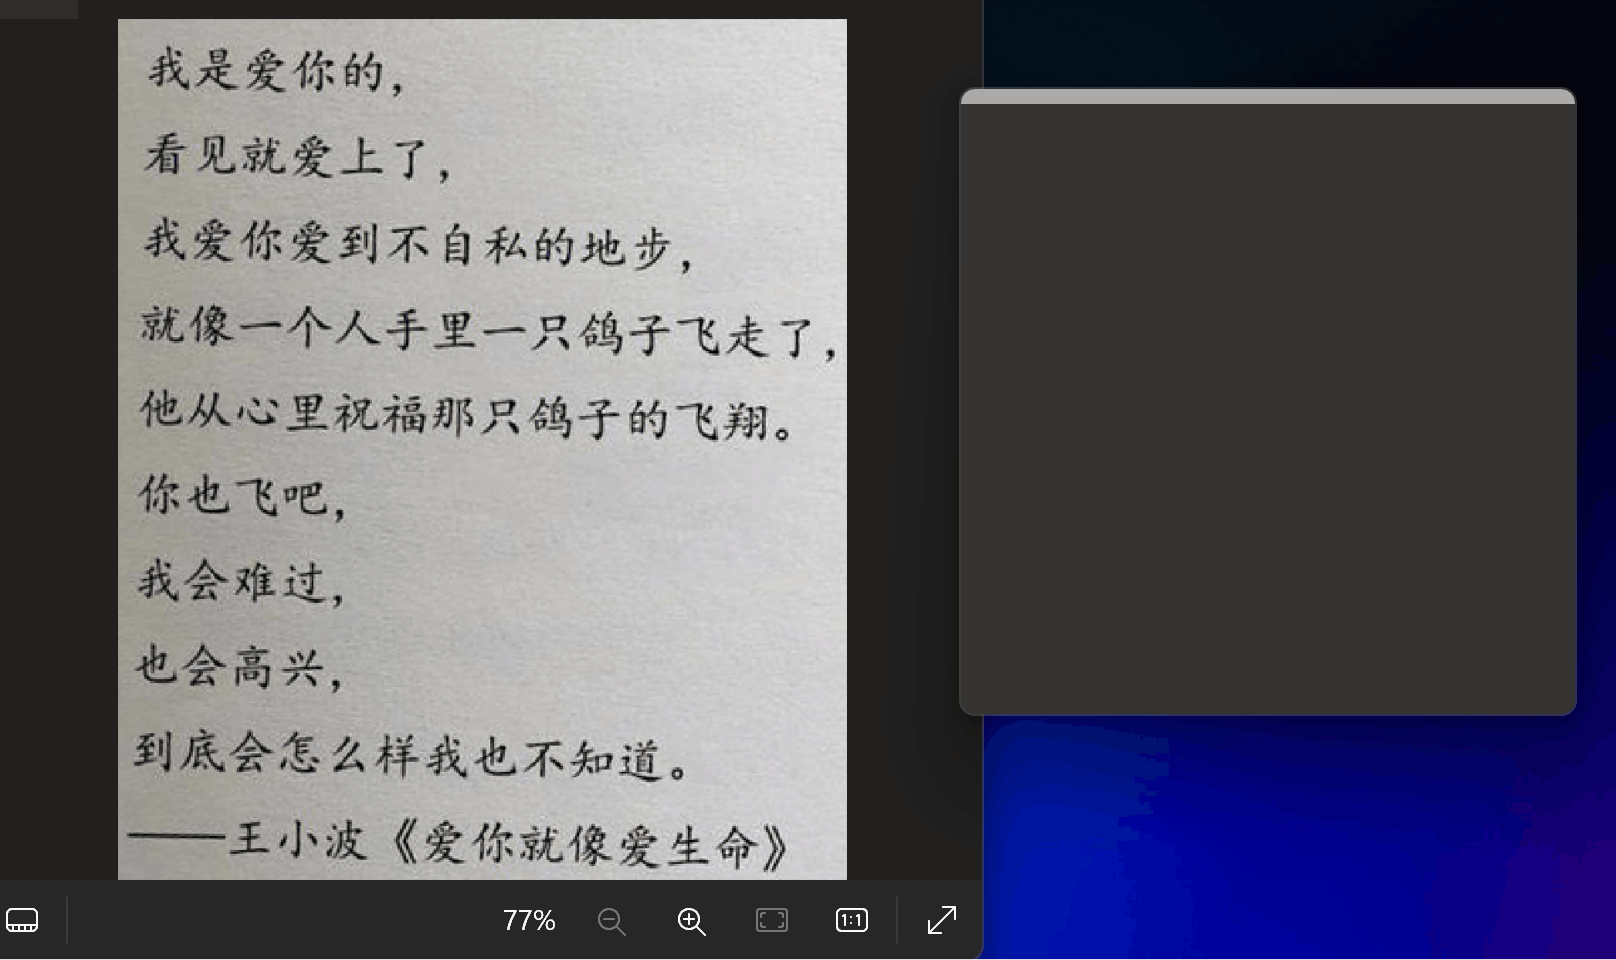 我是爱你的，
看见就爱上了，
我爱你爱到不自私的地步，
就像一个人手里一只鸽子飞走了，
他从心里祝福那只鸽子的飞翔。
你也飞吧，
我会难过，
也会高兴，
到底会怎么样我也不知道。
——王小波《爱你就像爱生命》
77%
1:1